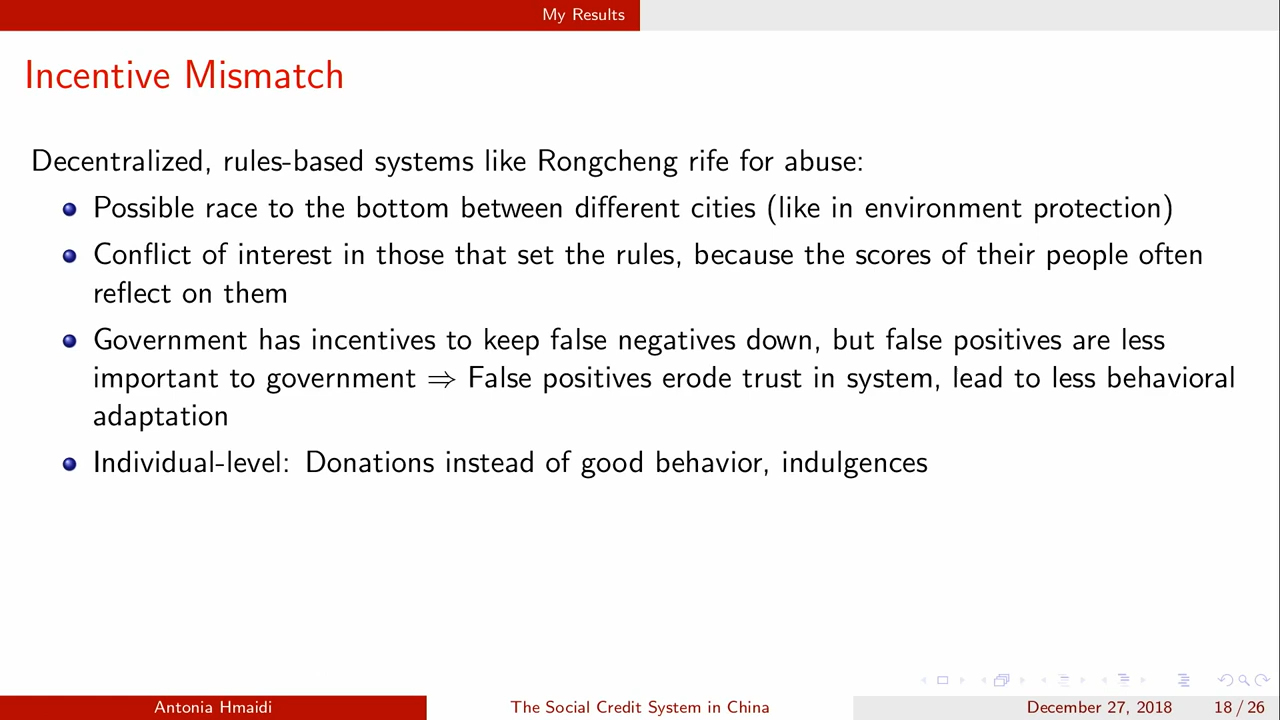 My Results
Incentive Mismatch
Decentralized, rules-based systems like Rongcheng rife for abuse:
Possible race to the bottom between different cities (like in environment protection)
Conflict of interest in those that set the rules, because the scores of their people often
reflect on them
Government has incentives to keep false negatives down, but false positives are less
important to government ⇒ False positives erode trust in system, lead to less behavioral
adaptation
Individual-level: Donations instead of good behavior, indulgences
Antonia Hmaidi
The Social Credit System in China
December 27, 2018
18 / 26